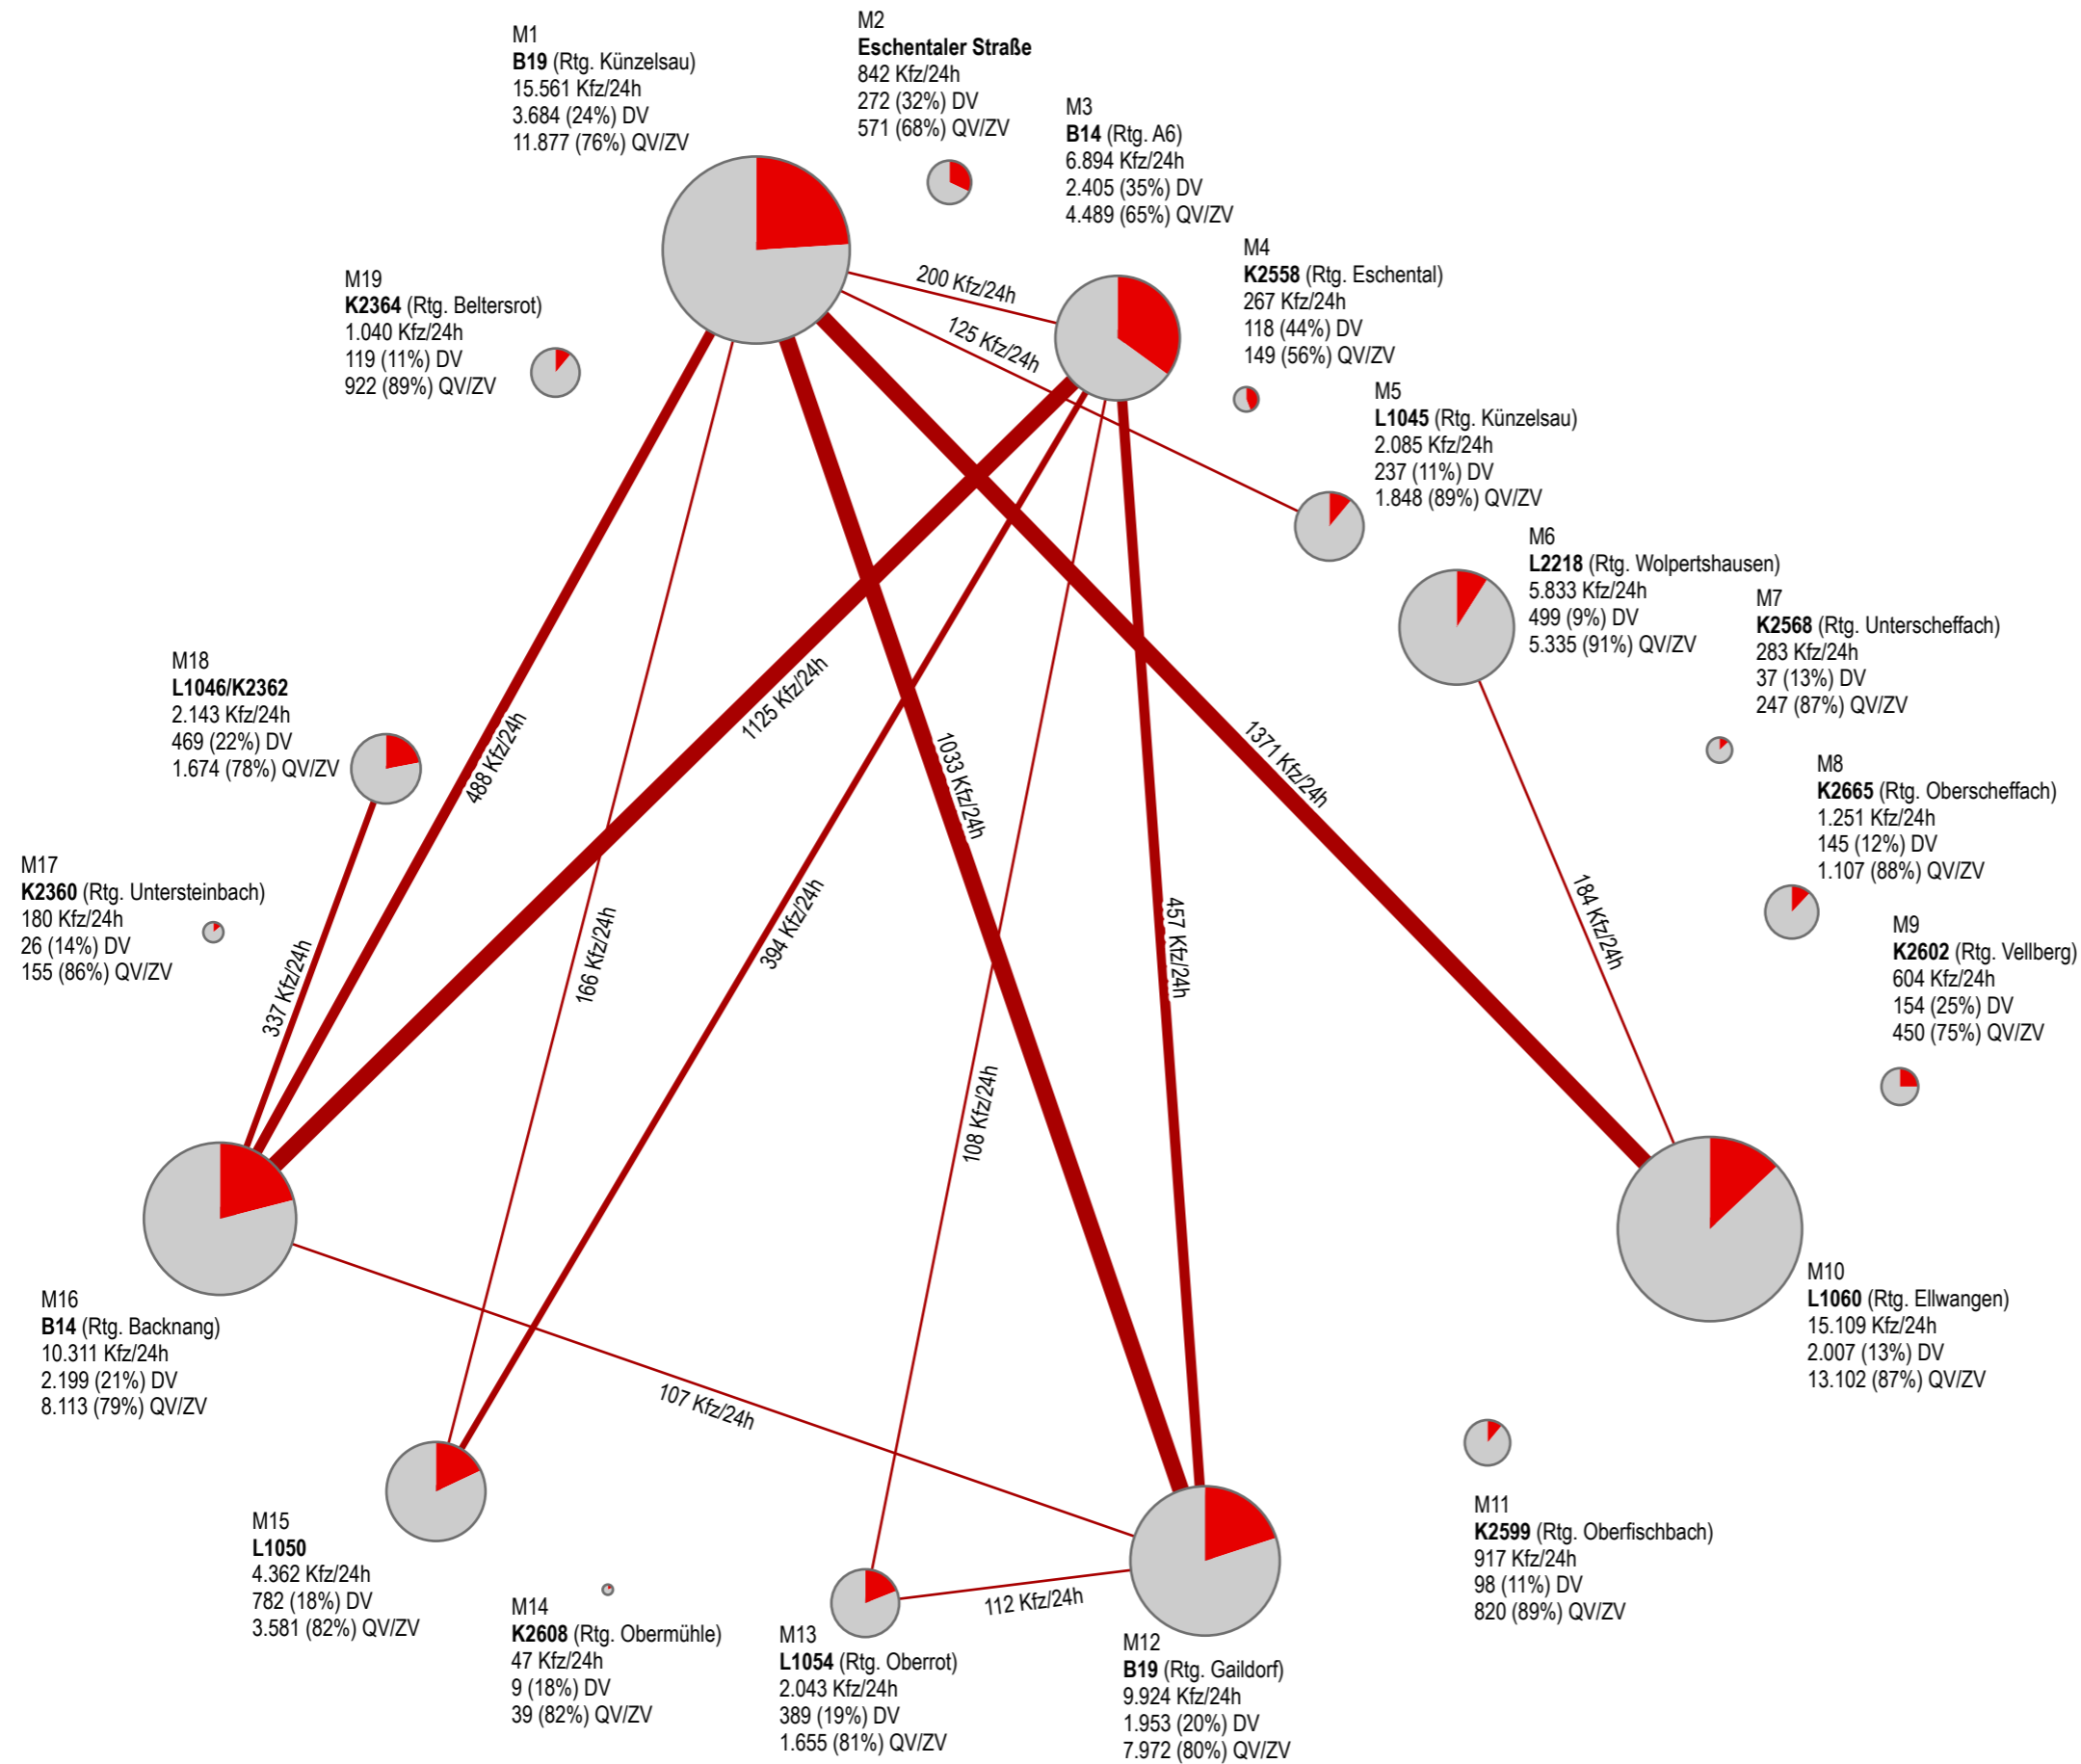 M1
B19 (Rtg. Künzelsau)
15.561 Kfz/24h
3.684 (24%) DV
11.877 (76%) QV/ZV
M2
Eschentaler Straße
842 Kfz/24h
272 (32%) DV
571 (68%) QV/ZV
M3
B14 (Rtg. A6)
6.894 Kfz/24h
2.405 (35%) DV
4.489 (65%) QV/ZV
M4
K2558 (Rtg. Eschental)
267 Kfz/24h
118 (44%) DV
149 (56%) QV/ZV
M19
K2364 (Rtg. Beltersrot)
1.040 Kfz/24h
119 (11%) DV
922 (89%) QV/ZV
200 Kfz/24h
125 Kfz/24h
M5
L1045 (Rtg. Künzelsau)
2.085 Kfz/24h
237 (11%) DV
1.848 (89%) QV/ZV
M6
L2218 (Rtg. Wolpertshausen)
5.833 Kfz/24h
499 (9%) DV
5.335 (91%) QV/ZV
M7
K2568 (Rtg. Unterscheffach)
283 Kfz/24h
37 (13%) DV
247 (87%) QV/ZV
M18
L1046/K2362
2.143 Kfz/24h
469 (22%) DV
1.674 (78%) QV/ZV
488 Kfz/24h
1125 Kfz/24h
1033 Kfz/24h
1371 Kfz/24h
M8
K2665 (Rtg. Oberscheffach)
1.251 Kfz/24h
145 (12%) DV
1.107 (88%) QV/ZV
M17
K2360 (Rtg. Untersteinbach)
180 Kfz/24h
26 (14%) DV
155 (86%) QV/ZV
337 Kfz/24h
166 Kfz/24h
394 Kfz/24h
457 Kfz/24h
184 Kfz/24h
M9
K2602 (Rtg. Vellberg)
604 Kfz/24h
154 (25%) DV
450 (75%) QV/ZV
108 Kfz/24h
M16
B14 (Rtg. Backnang)
10.311 Kfz/24h
2.199 (21%) DV
8.113 (79%) QV/ZV
107 Kfz/24h
M10
L1060 (Rtg. Ellwangen)
15.109 Kfz/24h
2.007 (13%) DV
13.102 (87%) QV/ZV
M15
L1050
4.362 Kfz/24h
782 (18%) DV
3.581 (82%) QV/ZV
M14
K2608 (Rtg. Obermühle)
47 Kfz/24h
9 (18%) DV
39 (82%) QV/ZV
112 Kfz/24h
M13
L1054 (Rtg. Oberrot)
2.043 Kfz/24h
389 (19%) DV
1.655 (81%) QV/ZV
M12
B19 (Rtg. Gaildorf)
9.924 Kfz/24h
1.953 (20%) DV
7.972 (80%) QV/ZV
M11
K2599 (Rtg. Oberfischbach)
917 Kfz/24h
98 (11%) DV
820 (89%) QV/ZV